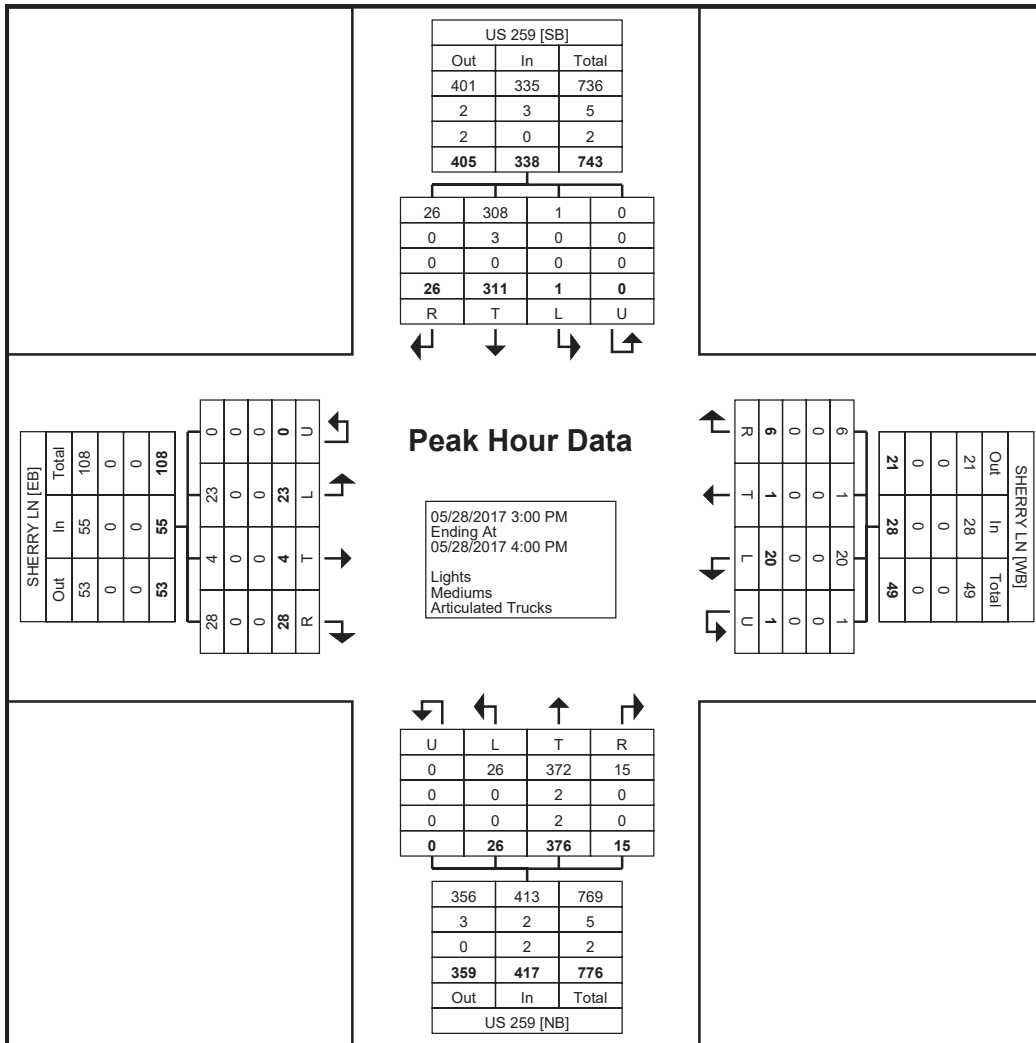 US 259 [SB]
Out In Total
401 335 736
2 3 5
2 0 2
405 338 743
26 308 1 0
0 3 0 0
0 0 0 0
26 311 1 0
R T L U
SHERRY LN [EB]
Out In Total
53 55 108
0 0 0
0 0 0
53 55 108
28 4 23 0
0 0 0 0
0 0 0 0
28 4 23 0
R T L U
Peak Hour Data
05/28/2017 3:00 PM
Ending At
05/28/2017 4:00 PM
Lights
Mediums
Articulated Trucks
SHERRY LN [WB]
Out In Total
21 28 49
0 0 0
0 0 0
21 28 49
6 1 20 1
0 0 0 0
0 0 0 0
6 1 20 1
R T L U
U L T R
0 26 372 15
0 0 2 0
0 0 2 0
0 26 376 15
356 413 769
3 2 5
0 2 2
359 417 776
Out In Total
US 259 [NB]